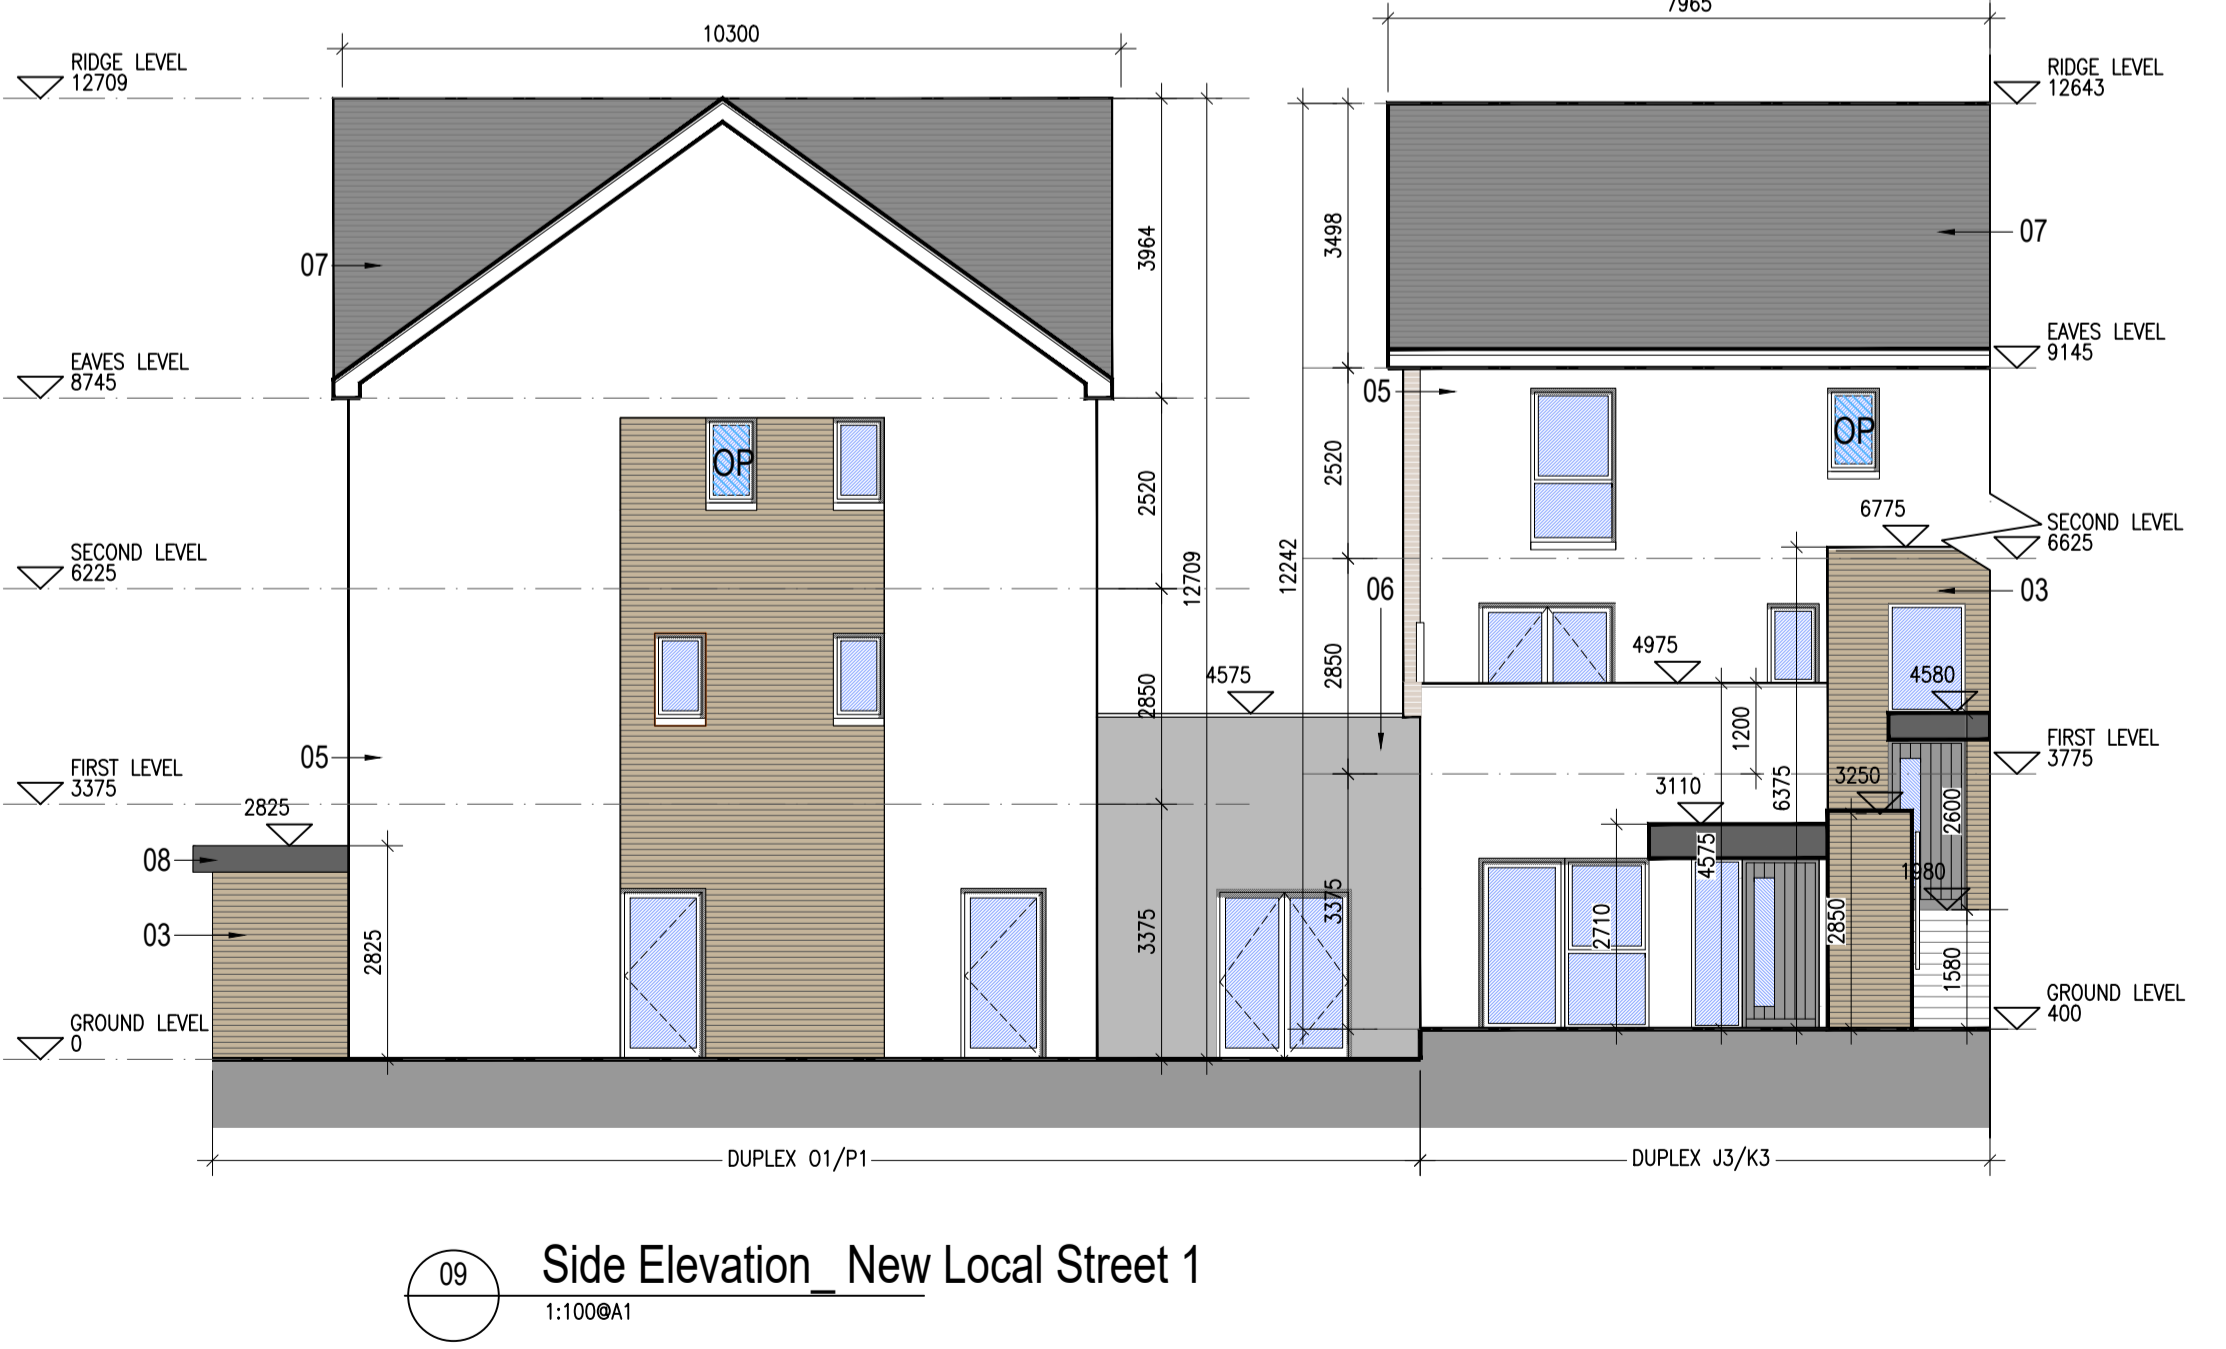 10300
7965
RIDGE LEVEL
12709
RIDGE LEVEL
12643
07
3964
3498
07
EAVES LEVEL
8745
EAVES LEVEL
9145
05
OP
OP
2520
2520
6775
SECOND LEVEL
6225
SECOND LEVEL
6625
12709
12242
06
03
4575
2850
2850
4975
4580
1200
05
FIRST LEVEL
3375
FIRST LEVEL
3775
2825
3110
6375
3250
2600
08
4575
1980
03
2825
3375
3375
2710
2850
1580
GROUND LEVEL
0
GROUND LEVEL
400
DUPLEX O1/P1
DUPLEX J3/K3
09
Side Elevation_ New Local Street 1
1:100@A1